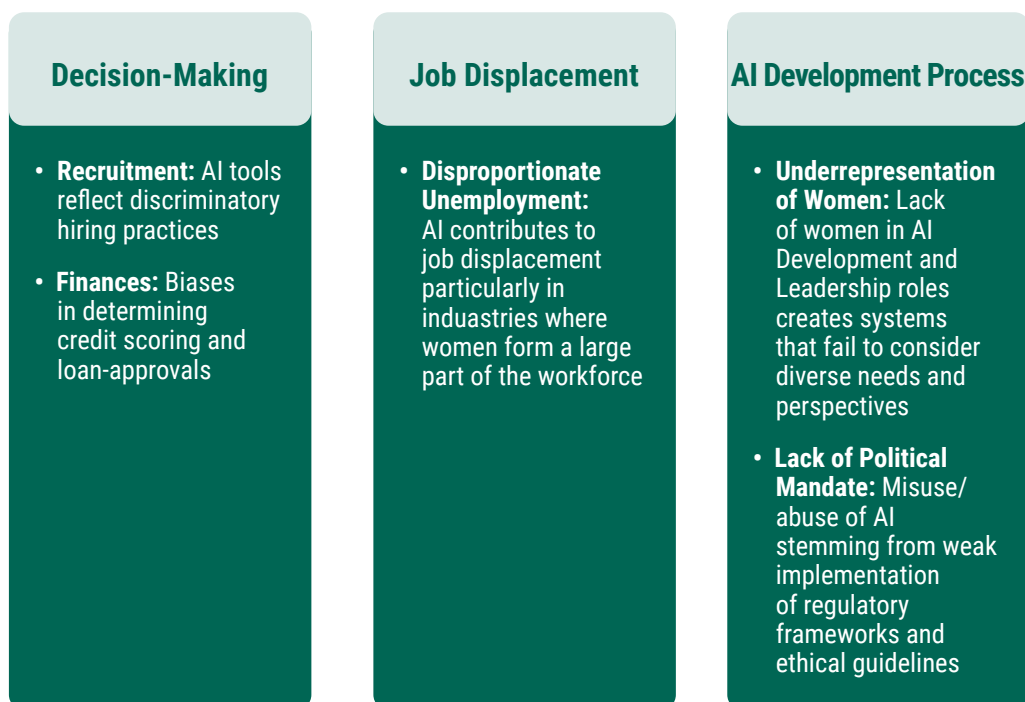 Decision-Making
• Recruitment: AI tools
reflect discriminatory
hiring practices
• Finances: Biases
in determining
credit scoring and
loan-approvals
Job Displacement
• Disproportionate
Unemployment:
AI contributes to
job displacement
particularly in
induastries where
women form a large
part of the workforce
AI Development Process
• Underrepresentation
of Women: Lack
of women in AI
Development and
Leadership roles
creates systems
that fail to consider
diverse needs and
perspectives
• Lack of Political
Mandate: Misuse/
abuse of AI
stemming from weak
implementation
of regulatory
frameworks and
ethical guidelines